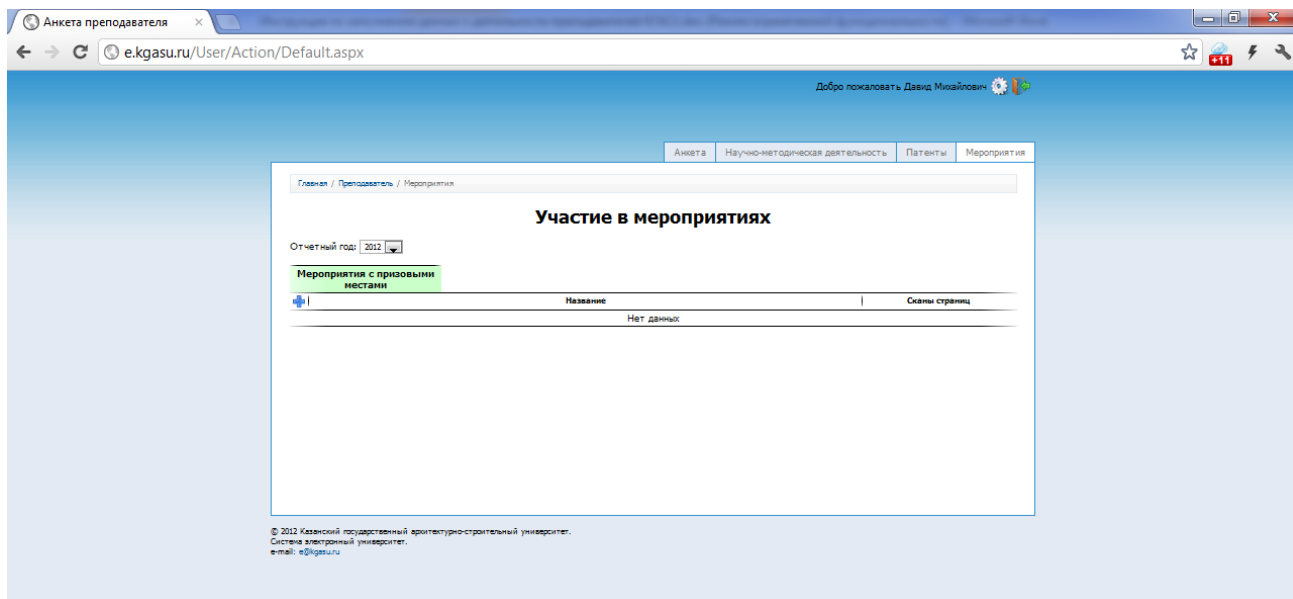 Анкета преподавателя
e.kgasu.ru/User/Action/Default.aspx
+11
Добро пожаловать Давид Михайлович
Анкета Научно-методическая деятельность Патенты Мероприятия
Главная / Преподаватель / Мероприятия
Участие в мероприятиях
Отчетный год: 2012
Мероприятия с призовыми
местами
Название Сканы страниц
Нет данных
© 2012 Казанский государственный архитектурно-строительный университет.
Система электронный университет.
e-mail: e@kgasu.ru